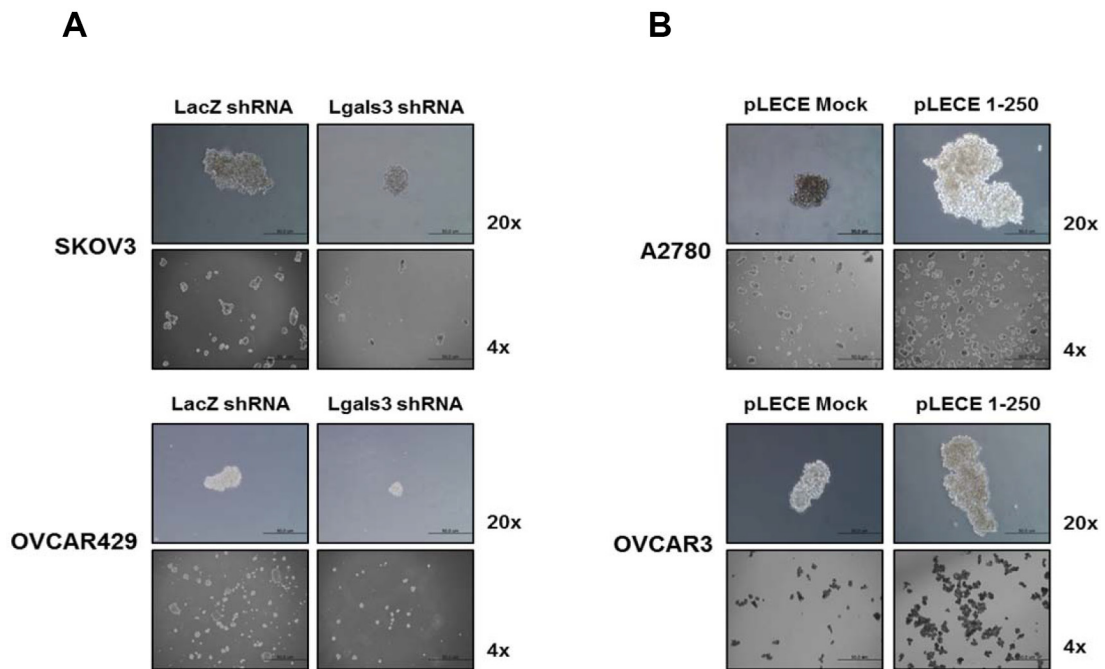 A
B
LacZ shRNA
Lgals3 shRNA
pLECE Mock
pLECE 1-250
20x
20x
SKOV3
A2780
4x
4x
LacZ shRNA
Lgals3 shRNA
pLECE Mock
pLECE 1-250
20x
20x
OVCAR429
OVCAR3
4x
4x